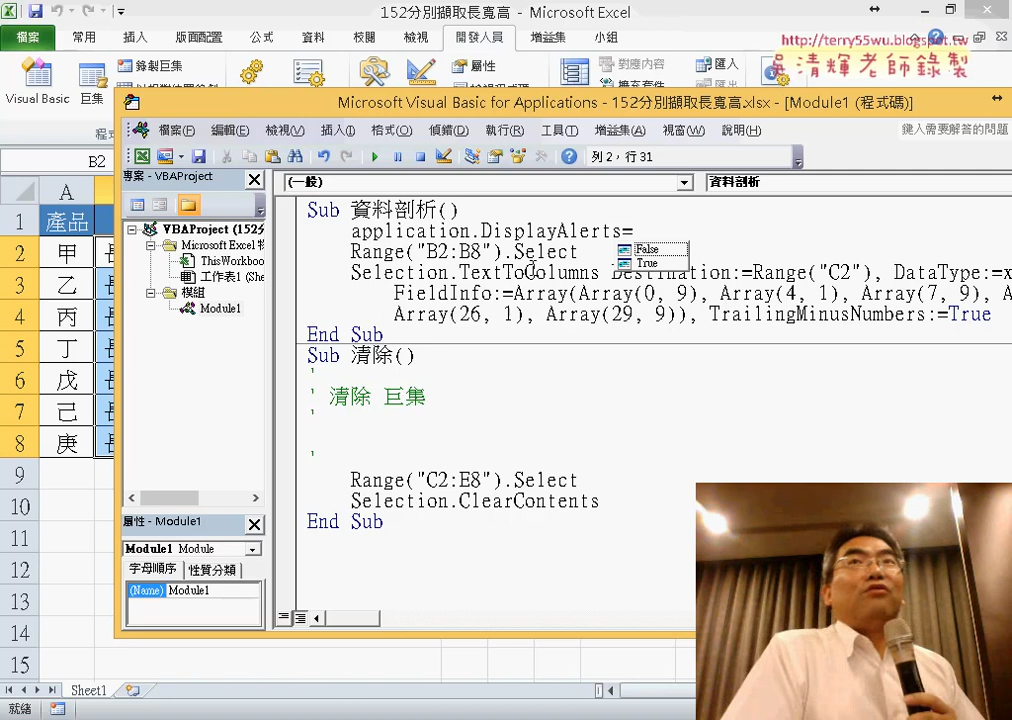 152分別擷取長寬高 - Microsoft Excel
檔案 常用 插入 版面配置 公式 資料 校閱 檢視 開發人員 增益集 小組
http://terry55wu.blogspot.tw
吳清輝老師錄製
Visual Basic 巨集 錄製巨集 屬性 對應內容 匯入
Microsoft Visual Basic for Applications - 152分別擷取長寬高.xlsx - [Module1 (程式碼)]
檔案(F) 編輯(E) 檢視(V) 插入(I) 格式(O) 偵錯(D) 執行(R) 工具(T) 增益集(A) 視窗(W) 說明(H) 鍵入需要解答的問題
列 2，行 31
B2
專案 - VBAProject
(一般) 資料剖析
VBAProject (152分
Microsoft Excel 物
ThisWorkboo
工作表1 (She
模組
Module1
屬性 - Module1
Module1 Module
字母順序 性質分類
(Name) Module1
Sub 資料剖析()
application.DisplayAlerts=
Range("B2:B8").Select
False
True
Selection.TextToColumns Destination:=Range("C2"), DataType:=x
FieldInfo:=Array(Array(0, 9), Array(4, 1), Array(7, 9), A
Array(26, 1), Array(29, 9)), TrailingMinusNumbers:=True
End Sub
Sub 清除()
'
' 清除 巨集
'
'
Range("C2:E8").Select
Selection.ClearContents
End Sub
A
1 產品
2 甲
3 乙
4 丙
5 丁
6 戊
7 己
8 庚
9
10
11
12
13
14
15
Sheet1
就緒